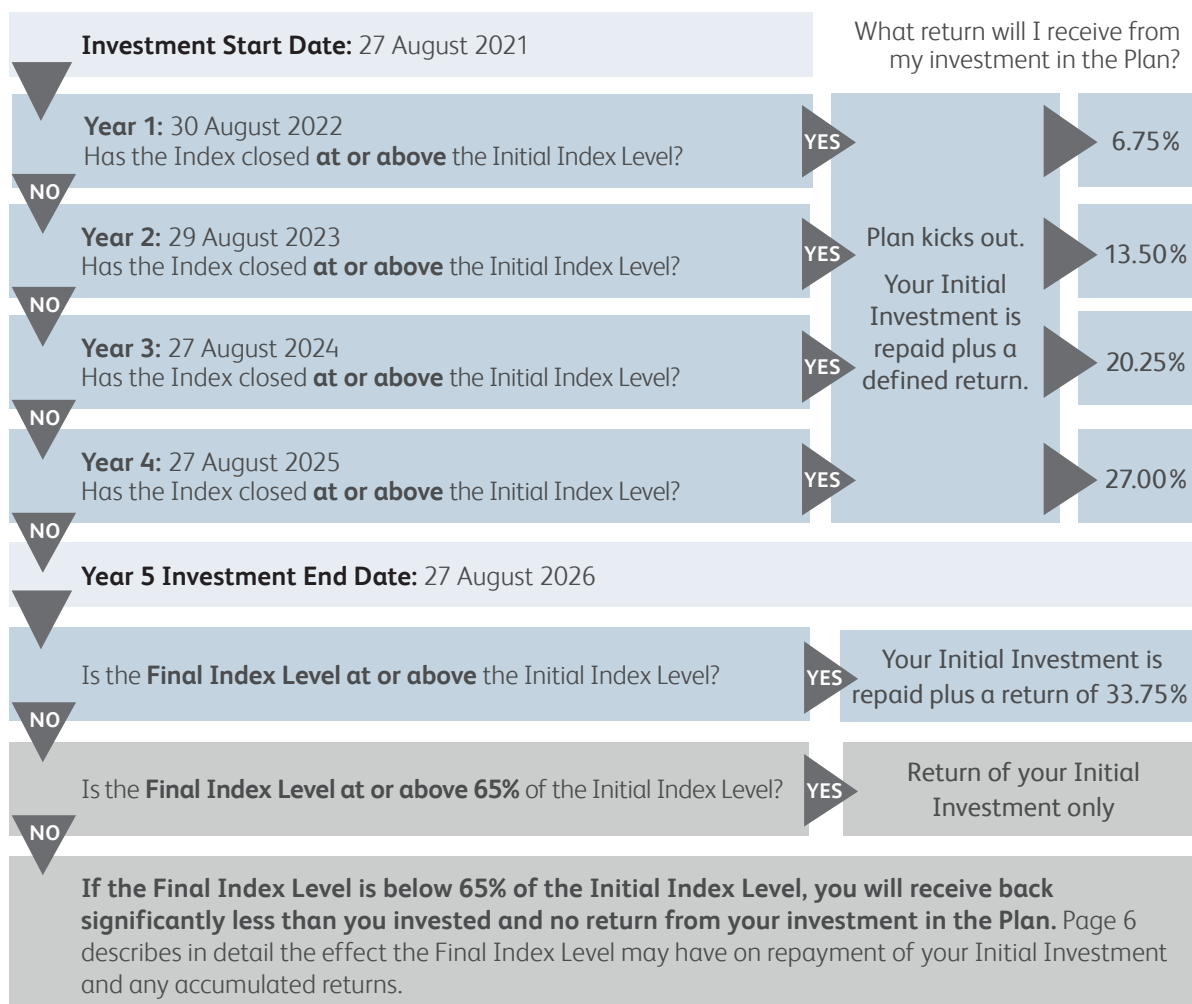 Investment Start Date: 27 August 2021
What return will I receive from
my investment in the Plan?
Year 1: 30 August 2022
Has the Index closed at or above the Initial Index Level?
YES
6.75%
NO
Year 2: 29 August 2023
Has the Index closed at or above the Initial Index Level?
YES
Plan kicks out.
Your Initial
Investment is
repaid plus a
defined return.
13.50%
NO
Year 3: 27 August 2024
Has the Index closed at or above the Initial Index Level?
YES
20.25%
NO
Year 4: 27 August 2025
Has the Index closed at or above the Initial Index Level?
YES
27.00%
NO
Year 5 Investment End Date: 27 August 2026
Is the Final Index Level at or above the Initial Index Level?
YES
Your Initial Investment is
repaid plus a return of 33.75%
NO
Is the Final Index Level at or above 65% of the Initial Index Level?
YES
Return of your Initial
Investment only
NO
If the Final Index Level is below 65% of the Initial Index Level, you will receive back
significantly less than you invested and no return from your investment in the Plan. Page 6
describes in detail the effect the Final Index Level may have on repayment of your Initial Investment
and any accumulated returns.